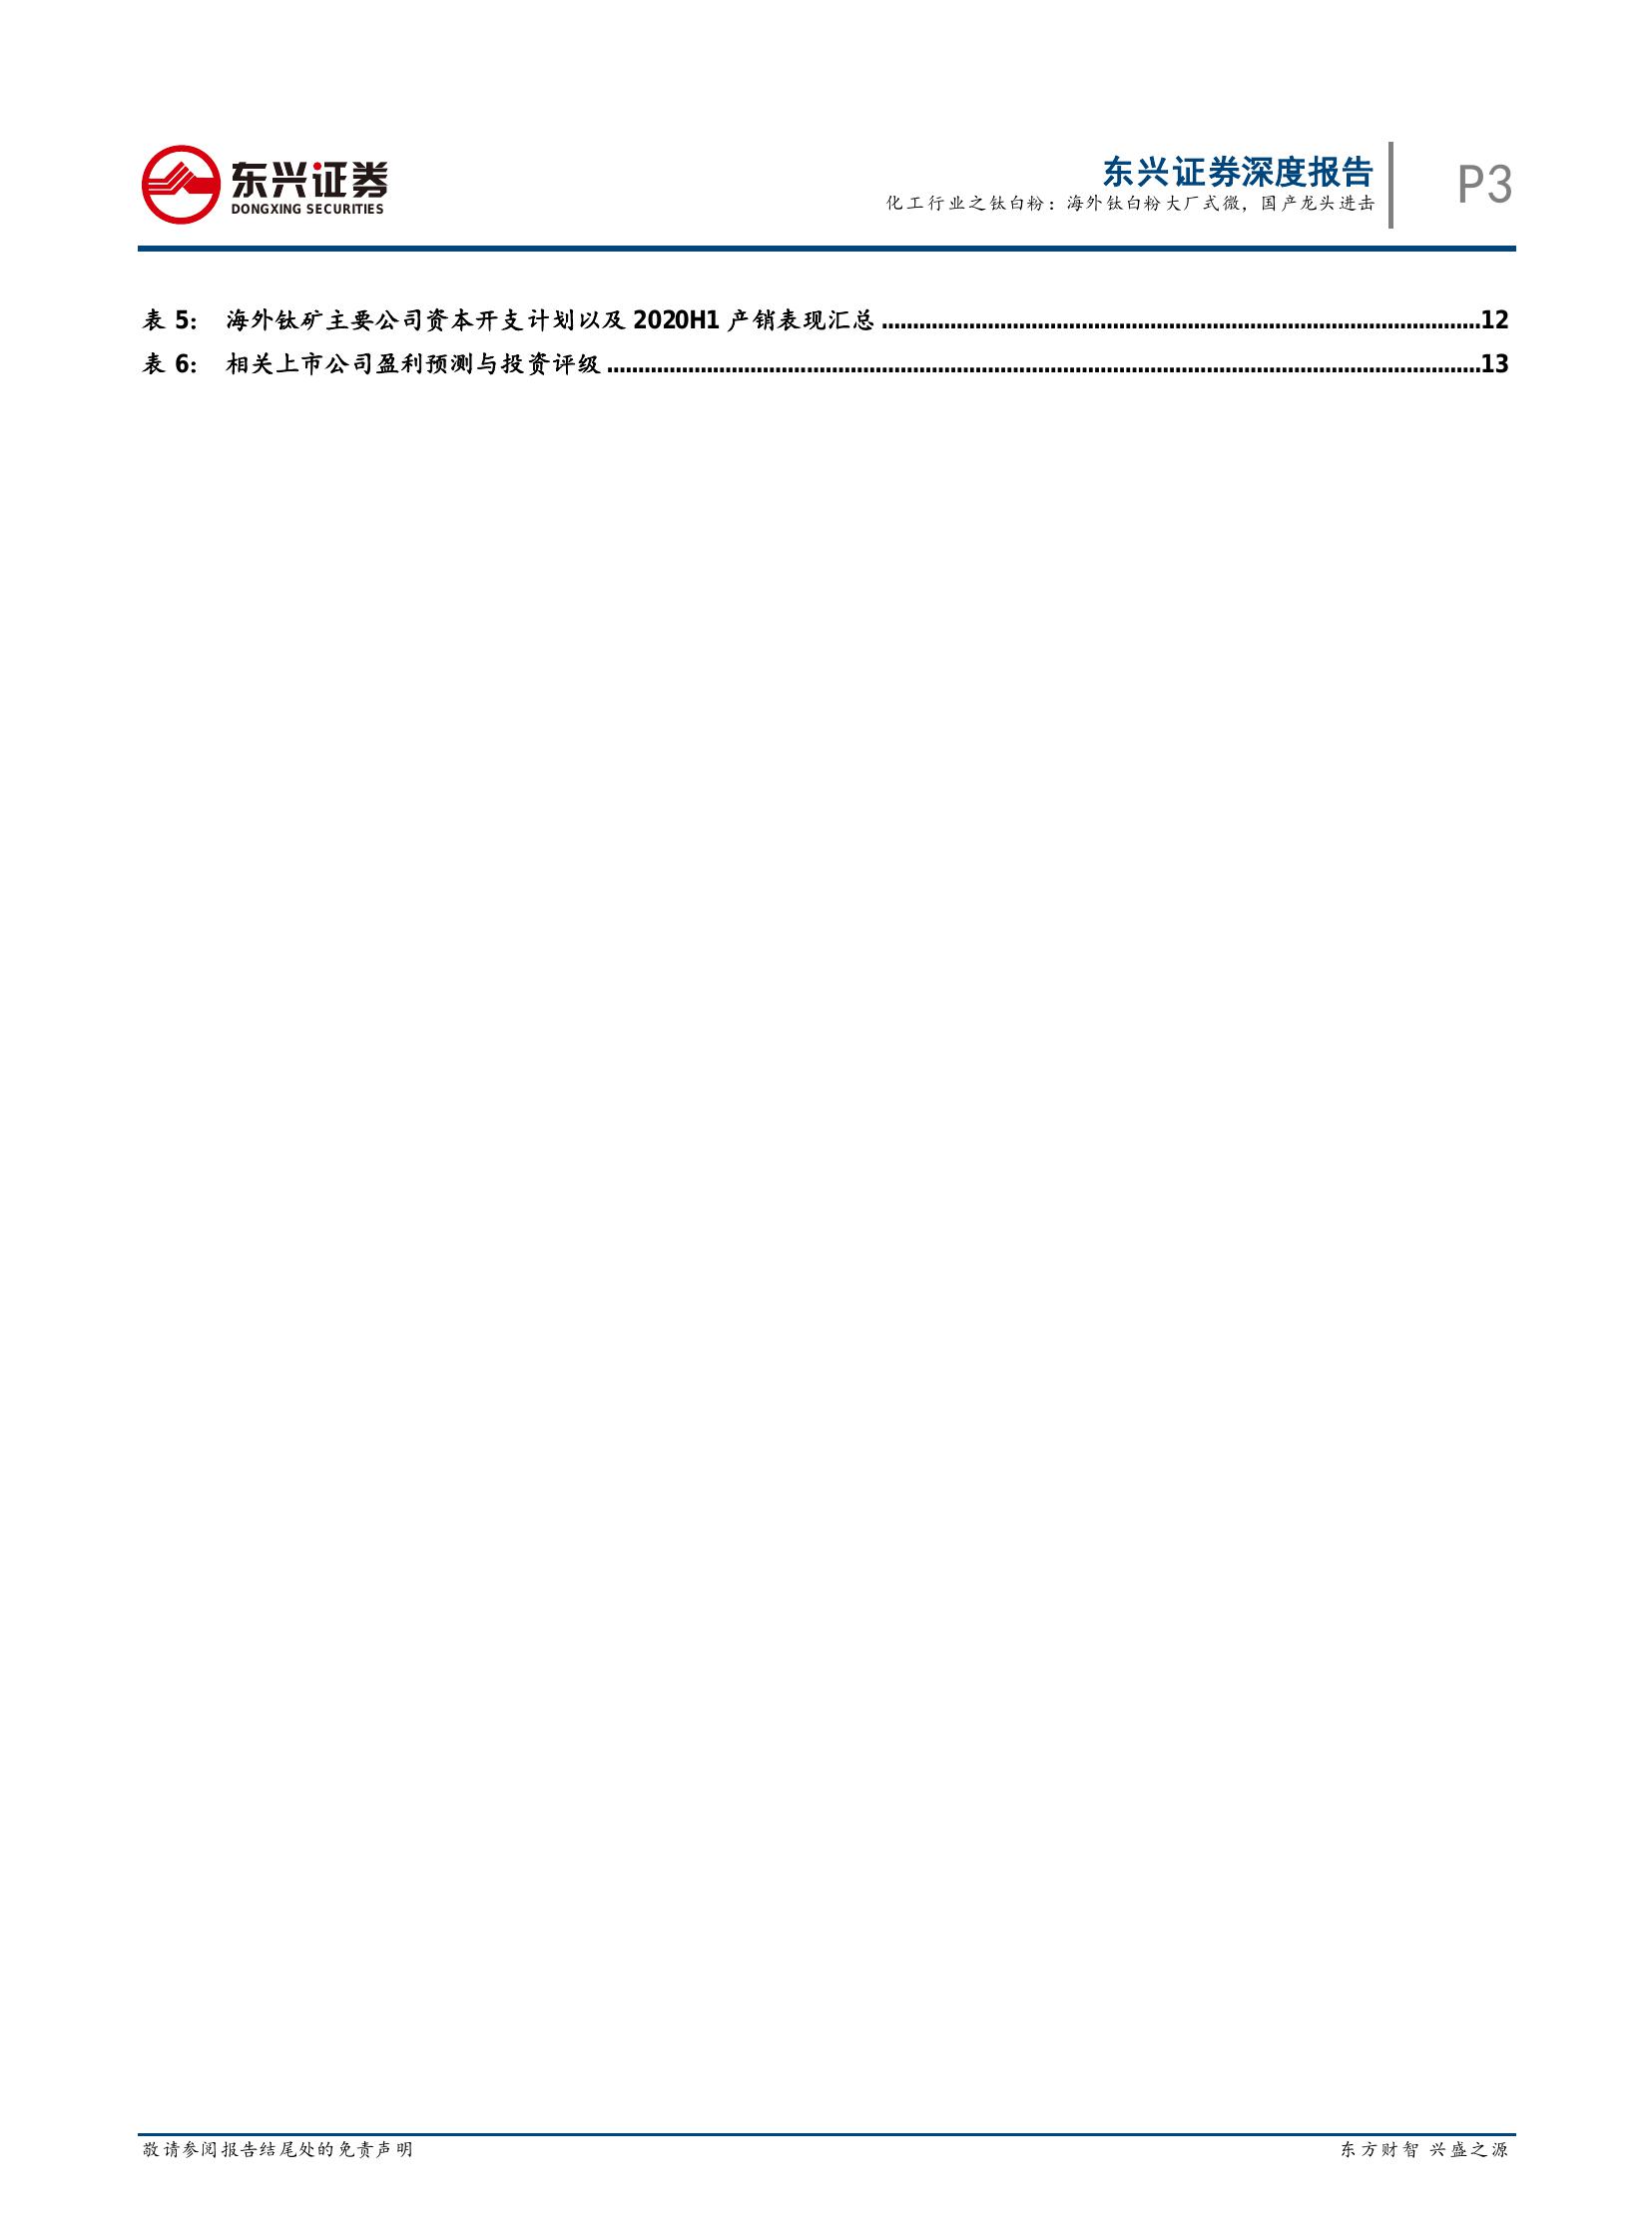 东兴证券
DONGXING SECURITIES
东兴证券深度报告
化工行业之钛白粉：海外钛白粉大厂式微，国产龙头进击
P3
表 5： 海外钛矿主要公司资本开支计划以及 2020H1 产销表现汇总 ........................................................................................12
表 6： 相关上市公司盈利预测与投资评级 ........................................................................................................................13
敬请参阅报告结尾处的免责声明
东方财智 兴盛之源